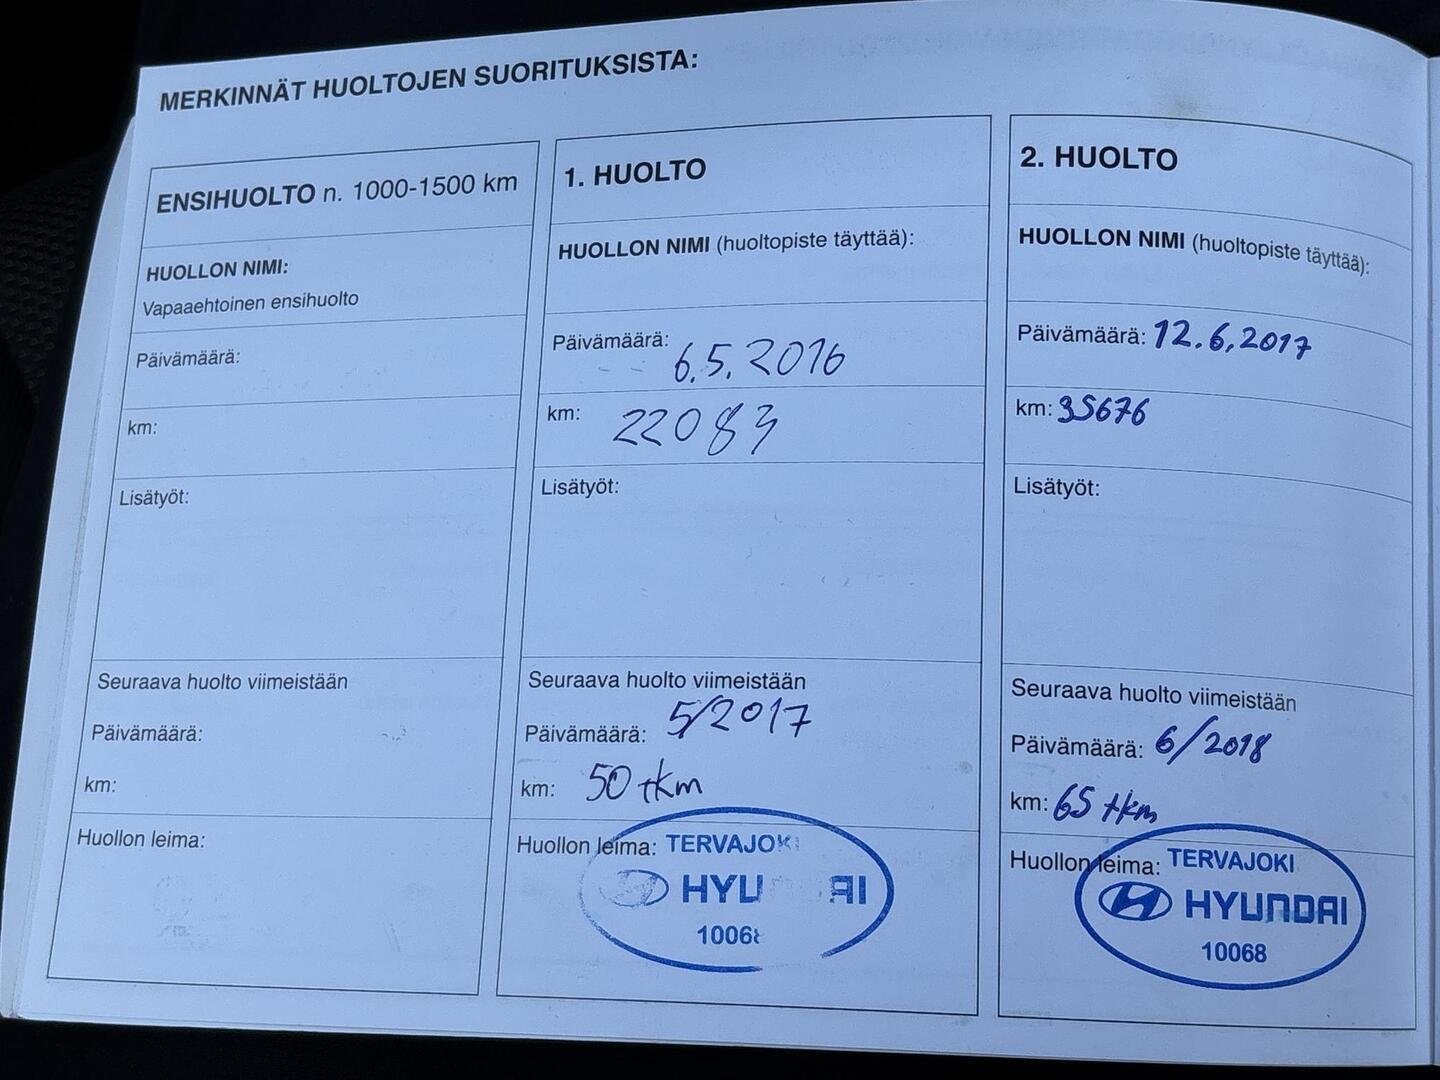 MERKINNÄT HUOLTOJEN SUORITUKSISTA:
ENSIHUOLTO n. 1000-1500 km
HUOLLON NIMI:
Vapaaehtoinen ensihuolto
Päivämäärä:
km:
Lisätyöt:
Seuraava huolto viimeistään
Päivämäärä:
km:
Huollon leima:
1. HUOLTO
HUOLLON NIMI (huoltopiste täyttää):
Päivämäärä: 6.5.2016
km: 22083
Lisätyöt:
Seuraava huolto viimeistään
Päivämäärä: 5/2017
km: 50 tkm
Huollon leima: TERVAJOKI
HYUNDAI
10068
2. HUOLTO
HUOLLON NIMI (huoltopiste täyttää):
Päivämäärä: 12.6.2017
km: 35676
Lisätyöt:
Seuraava huolto viimeistään
Päivämäärä: 6/2018
km: 65 tkm
Huollon leima: TERVAJOKI
HYUNDAI
10068